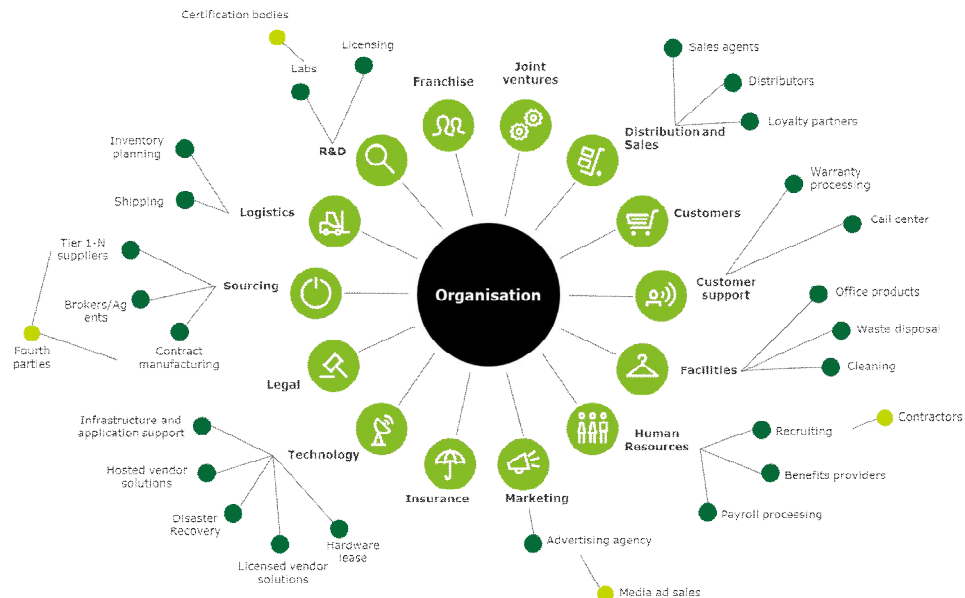 Certification bodies
Licensing
Labs
R&D
Franchise
Joint
ventures
Sales agents
Distributors
Loyalty partners
Distribution and
Sales
Inventory
planning
Shipping
Logistics
Customers
Warranty
processing
Call center
Customer
support
Tier 1-N
suppliers
Brokers/Ag
ents
Contract
manufacturing
Fourth
parties
Sourcing
Organisation
Office products
Waste disposal
Cleaning
Facilities
Legal
Infrastructure and
application support
Hosted vendor
solutions
Disaster
Recovery
Licensed vendor
solutions
Hardware
lease
Technology
Insurance
Marketing
Advertising agency
Media ad sales
Human
Resources
Recruiting
Contractors
Benefits providers
Payroll processing